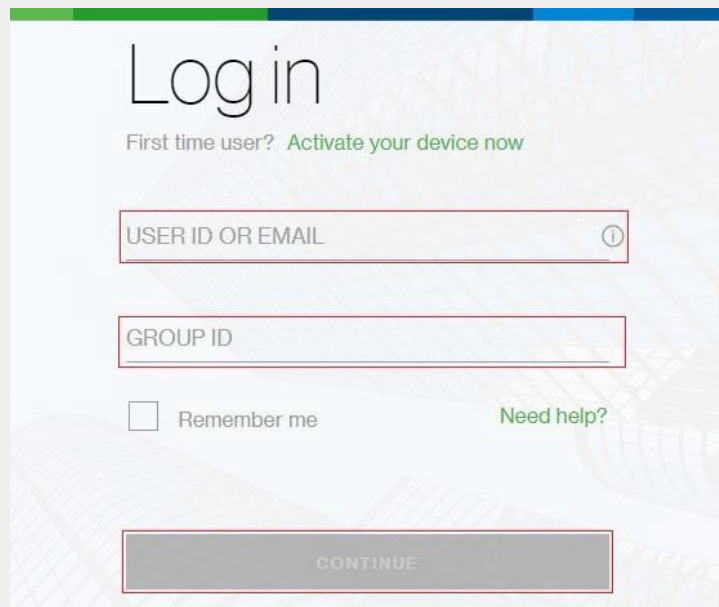 Log in
First time user? Activate your device now
USER ID OR EMAIL
GROUP ID
Remember me Need help?
CONTINUE